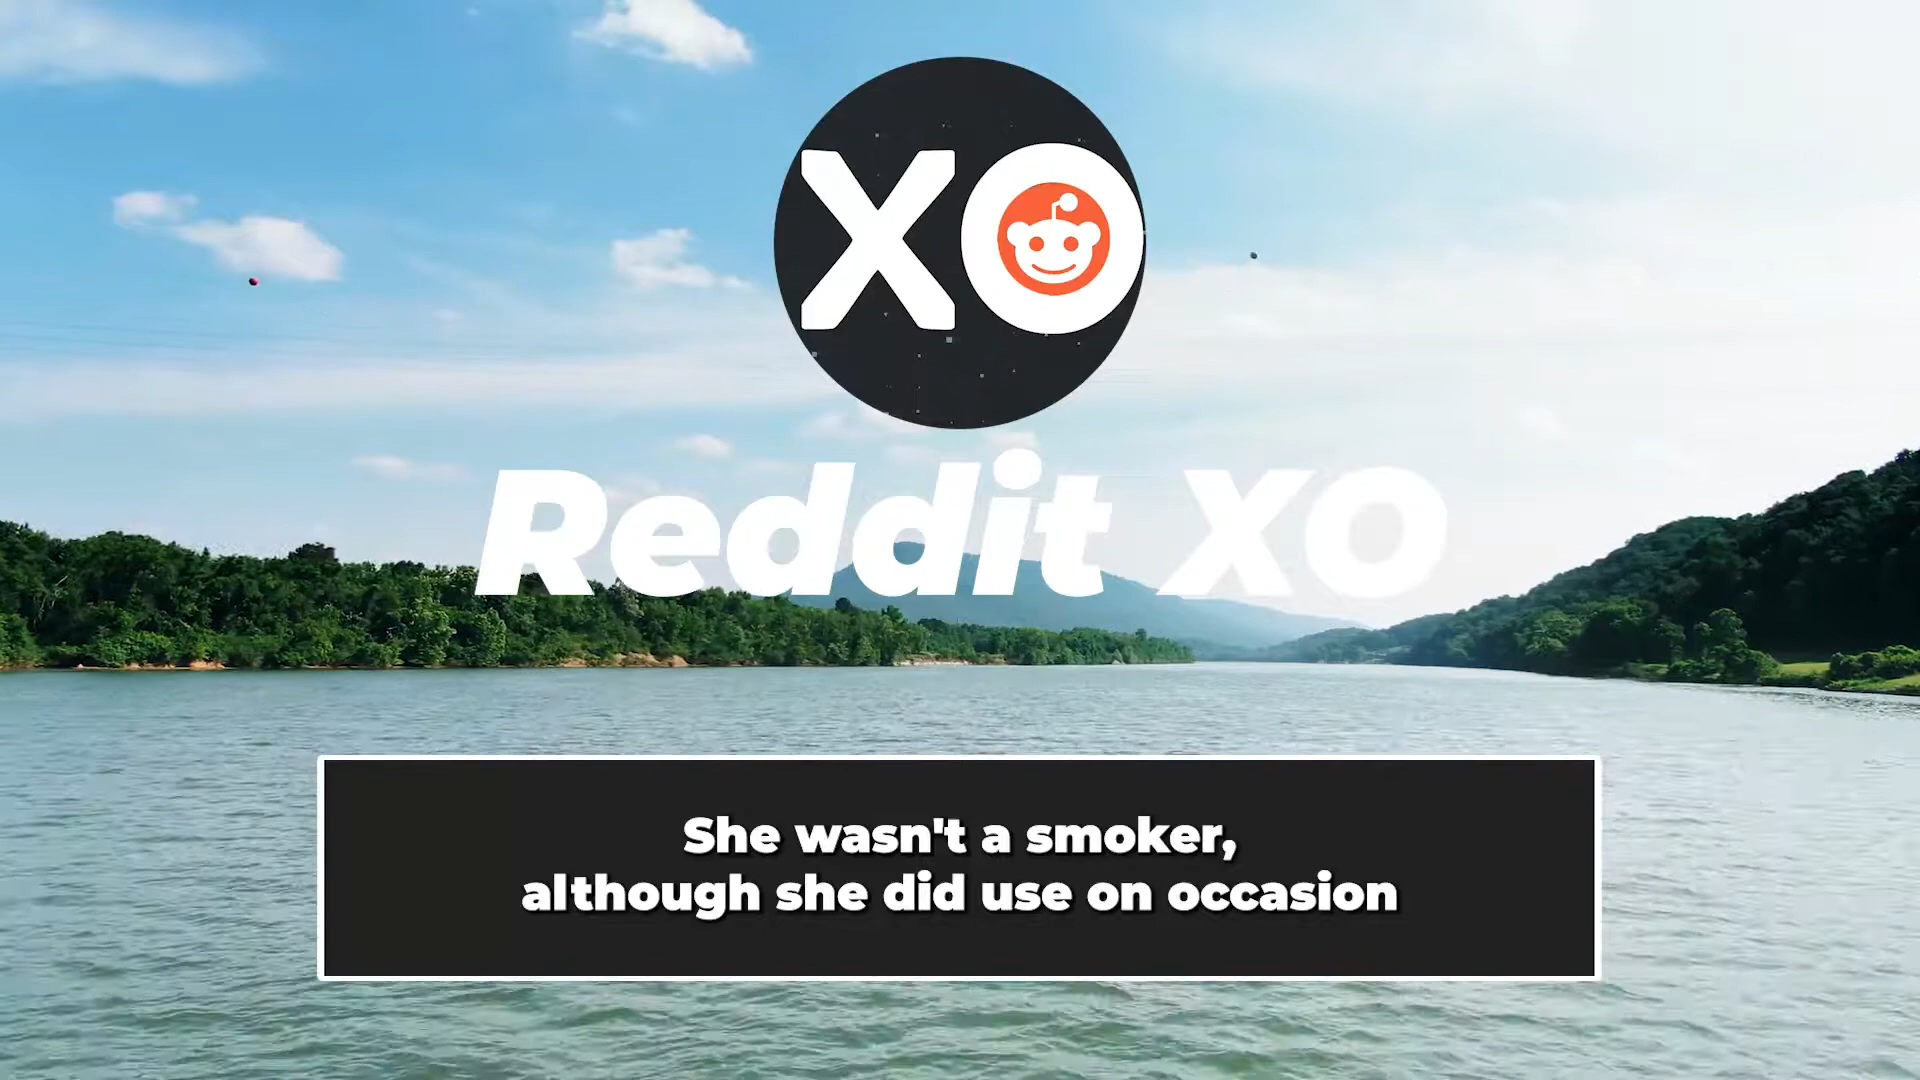 XO
Reddit XO
She wasn't a smoker,
although she did use on occasion